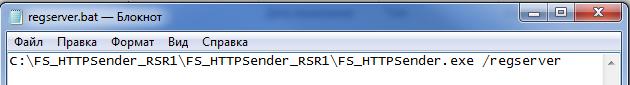 regserver.bat — Блокнот
Файл Правка Формат Вид Справка
C:\FS_HTTPSender_RSR1\FS_HTTPSender_RSR1\FS_HTTPSender.exe /regserver